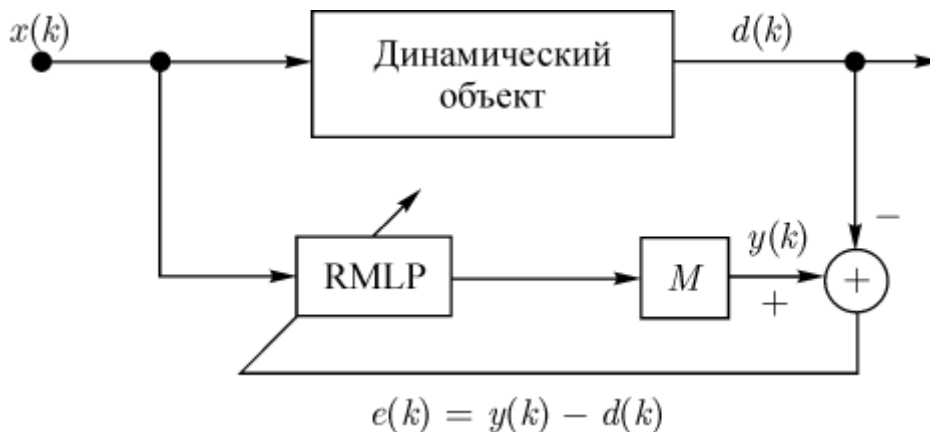 x(k)
Динамический
объект
d(k)
−
RMLP
M
y(k)
+
+
e(k) = y(k) − d(k)